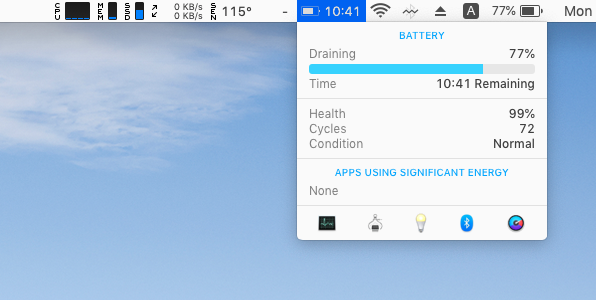 CPU MEM SSD 0 KB/s SEN 115° - 10:41 A 77% Mon
0 KB/s
BATTERY
Draining 77%
Time 10:41 Remaining
Health 99%
Cycles 72
Condition Normal
APPS USING SIGNIFICANT ENERGY
None